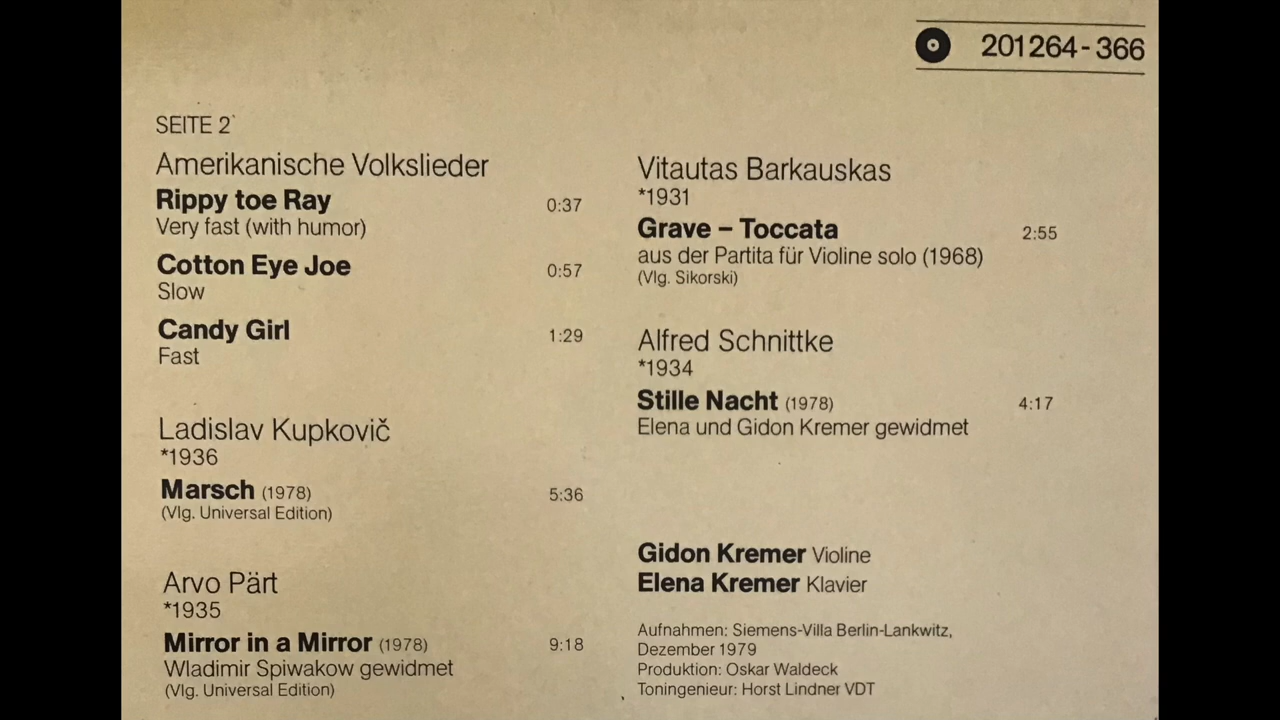 201264-366
SEITE 2
Amerikanische Volkslieder
Rippy toe Ray 0:37
Very fast (with humor)
Cotton Eye Joe 0:57
Slow
Candy Girl 1:29
Fast
Ladislav Kupkovič
*1936
Marsch (1978) 5:36
(Vlg. Universal Edition)
Arvo Pärt
*1935
Mirror in a Mirror (1978) 9:18
Wladimir Spiwakow gewidmet
(Vlg. Universal Edition)
Vitautas Barkauskas
*1931
Grave – Toccata 2:55
aus der Partita für Violine solo (1968)
(Vlg. Sikorski)
Alfred Schnittke
*1934
Stille Nacht (1978) 4:17
Elena und Gidon Kremer gewidmet
Gidon Kremer Violine
Elena Kremer Klavier
Aufnahmen: Siemens-Villa Berlin-Lankwitz,
Dezember 1979
Produktion: Oskar Waldeck
Toningenieur: Horst Lindner VDT